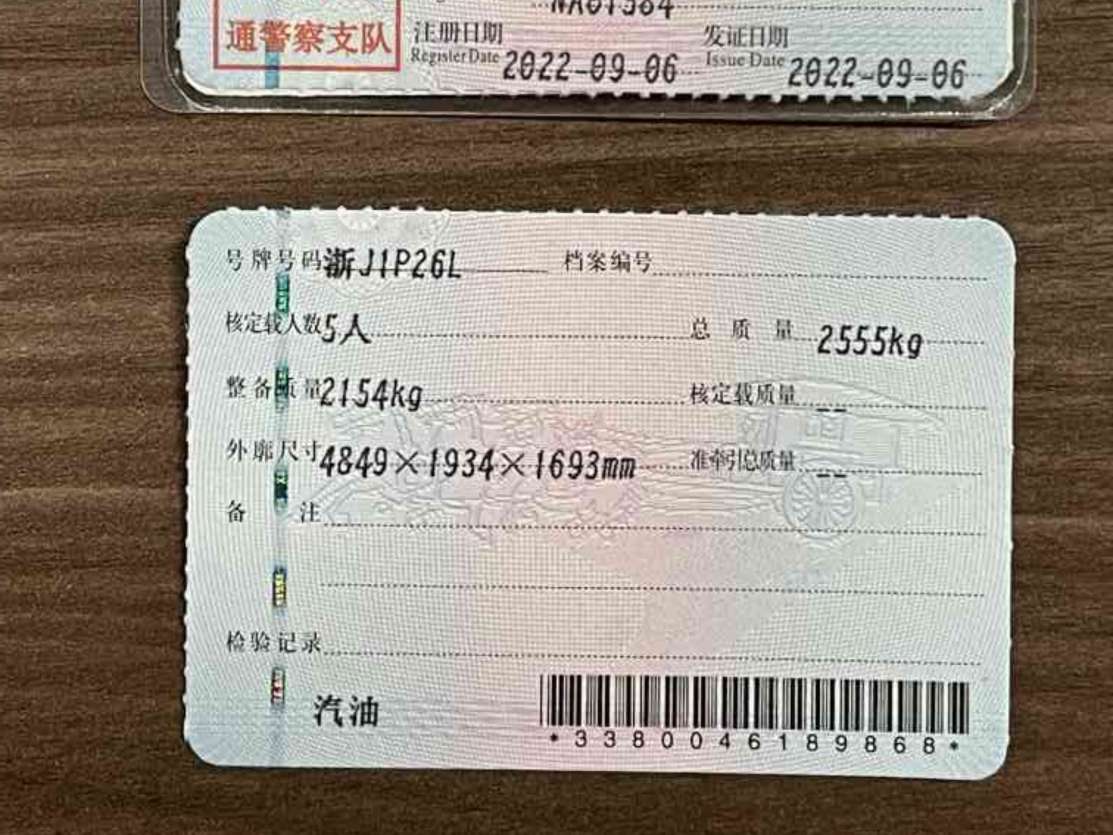 通警察支队
注册日期 2022-09-06 发证日期 2022-09-06
Register Date Issue Date
号牌号码 浙J1P26L 档案编号
核定载人数 5人 总质量 2555kg
整备质量 2154kg 核定载质量 --
外廓尺寸 4849×1934×1693mm 准牵引总质量 --
备注
检验记录
汽油
*3380046189868*